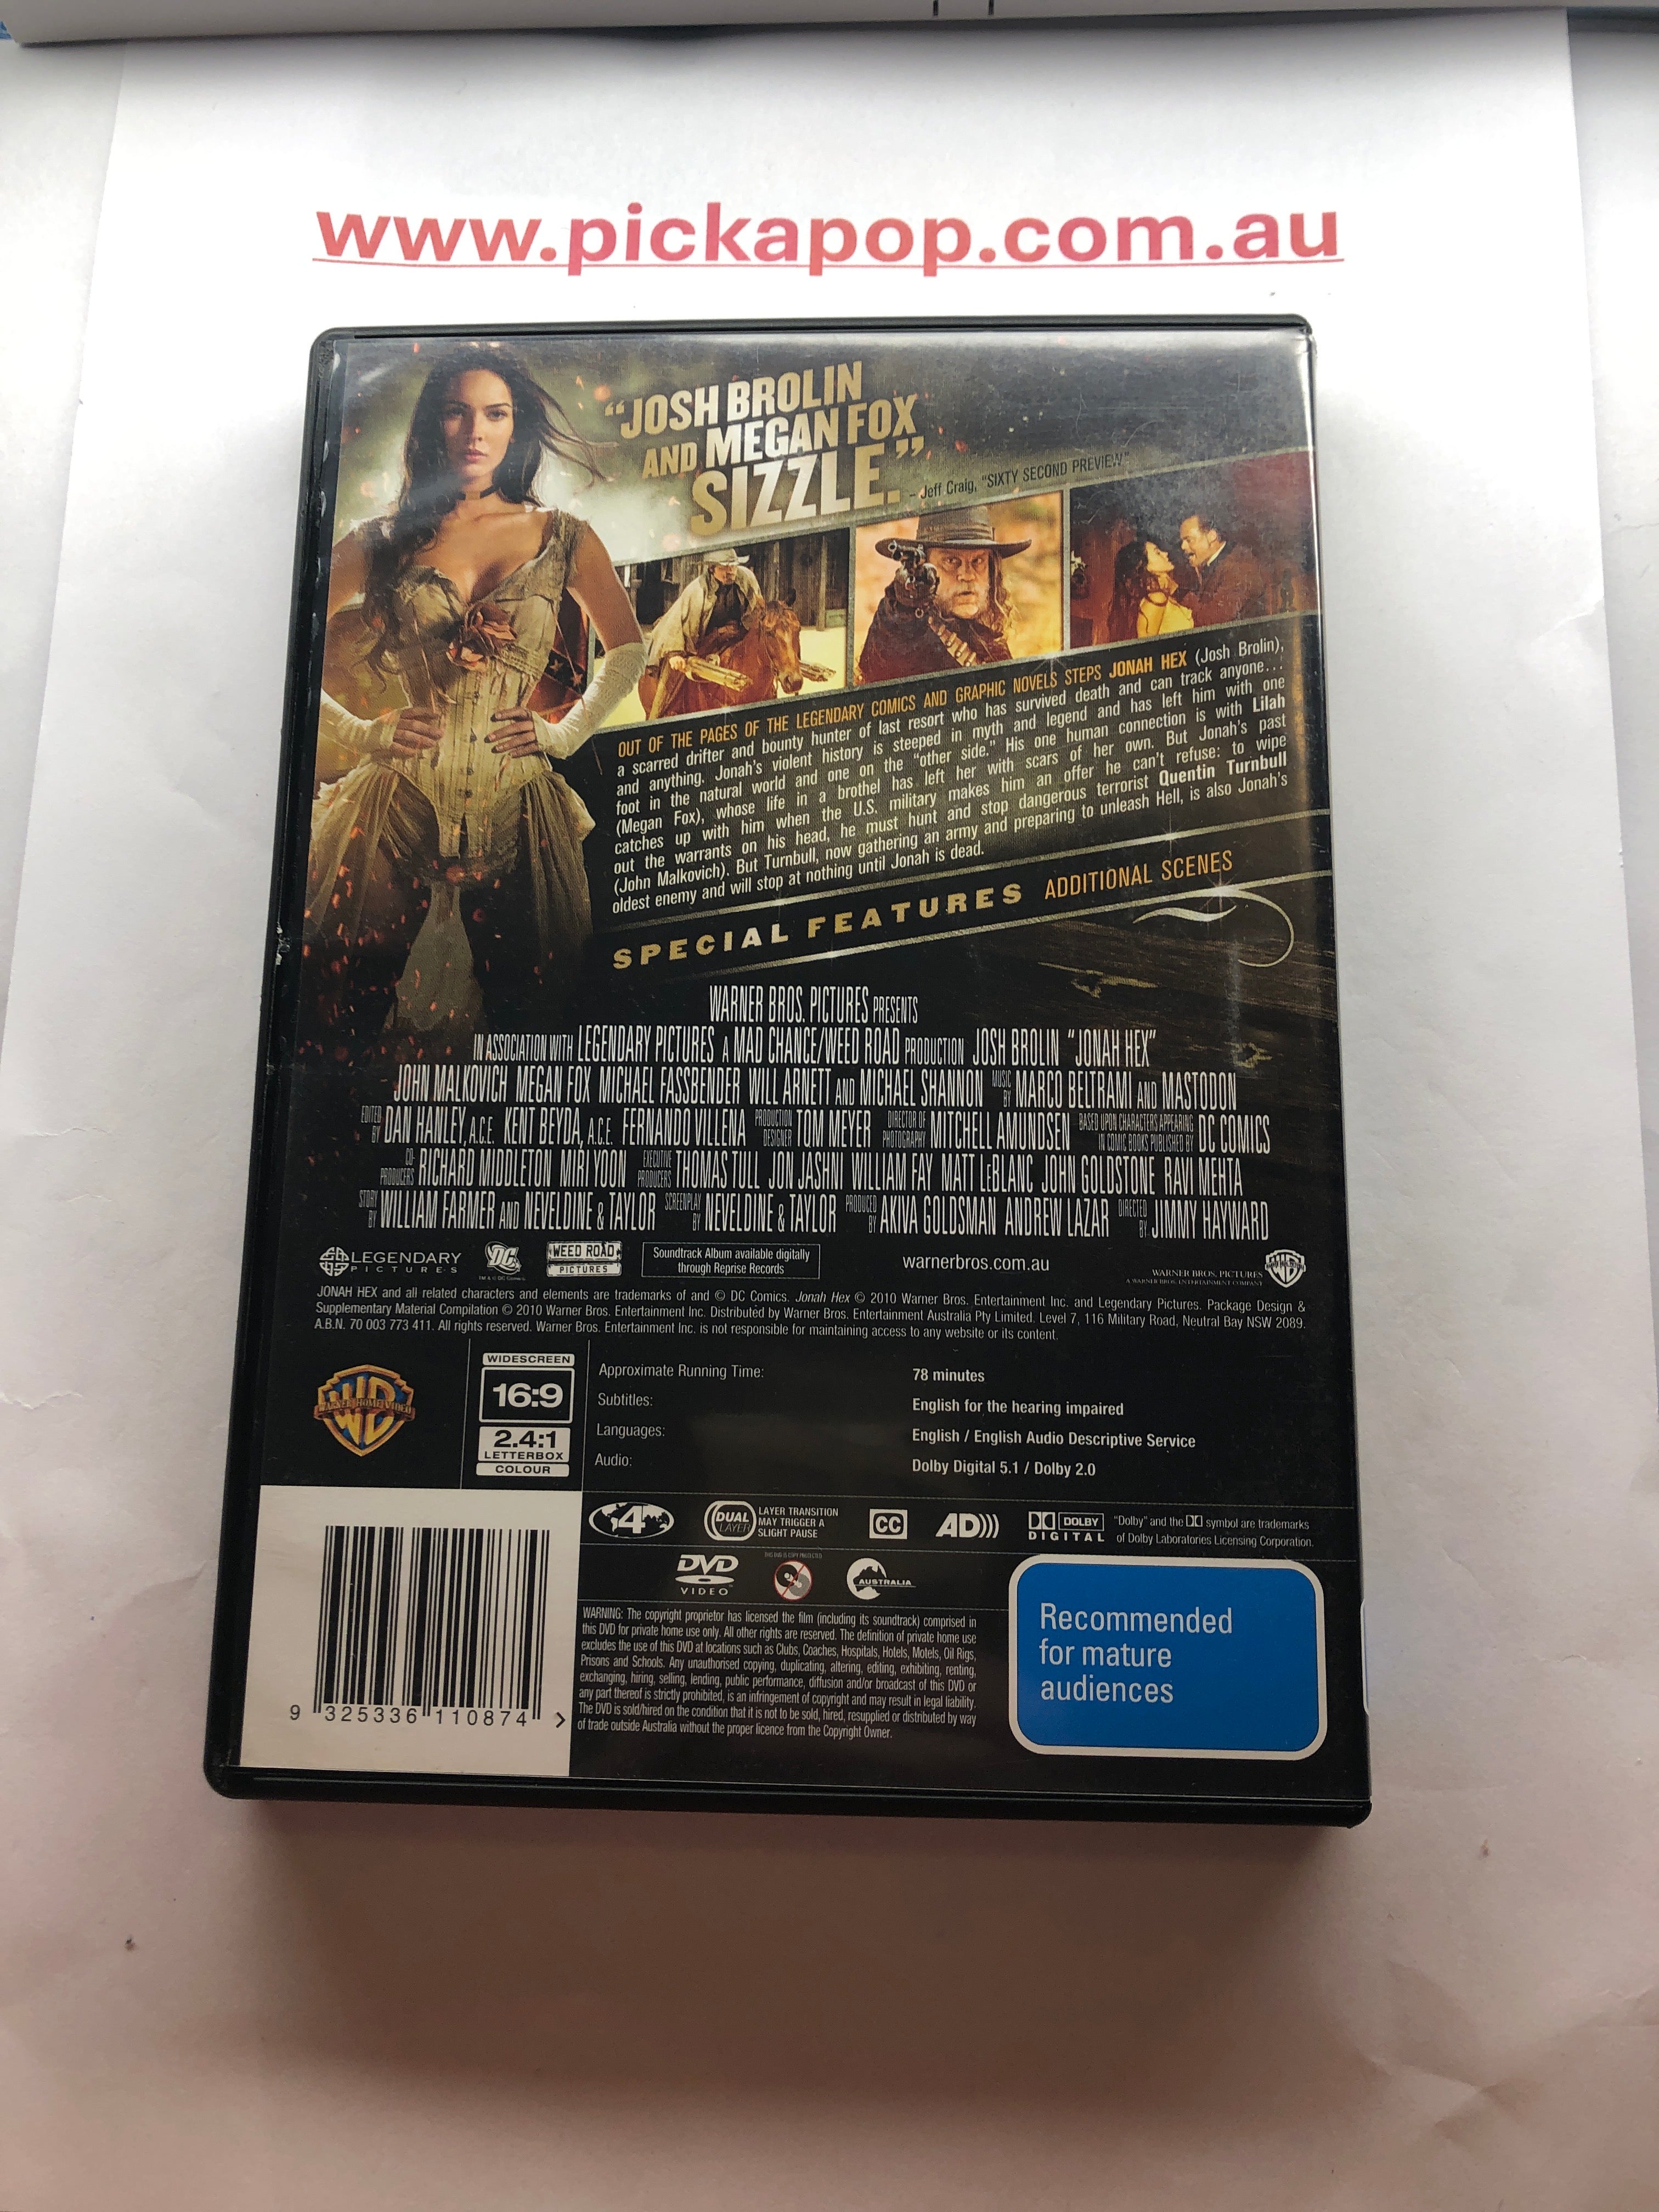 www.pickapop.com.au
"JOSH BROLIN
AND MEGAN FOX
SIZZLE."
– Jeff Craig, "SIXTY SECOND PREVIEW"
OUT OF THE PAGES OF THE LEGENDARY COMICS AND GRAPHIC NOVELS STEPS JONAH HEX (Josh Brolin),
a scarred drifter and bounty hunter of last resort who has survived death and can track anyone...
and anything. Jonah's violent history is steeped in myth and legend and has left him with one
foot in the natural world and one on the "other side." His one human connection is with Lilah
(Megan Fox), whose life in a brothel has left her with scars of her own. But Jonah's past
catches up with him when the U.S. military makes him an offer he can't refuse: to wipe
out the warrants on his head, he must hunt and stop dangerous terrorist Quentin Turnbull
(John Malkovich). But Turnbull, now gathering an army and preparing to unleash Hell, is also Jonah's
oldest enemy and will stop at nothing until Jonah is dead.
SPECIAL FEATURES ADDITIONAL SCENES
WARNER BROS. PICTURES PRESENTS
IN ASSOCIATION WITH LEGENDARY PICTURES A MAD CHANCE/WEED ROAD PRODUCTION JOSH BROLIN "JONAH HEX"
JOHN MALKOVICH MEGAN FOX MICHAEL FASSBENDER WILL ARNETT AND MICHAEL SHANNON MUSIC BY MARCO BELTRAMI AND MASTODON
EDITED BY DAN HANLEY, A.C.E. KENT BEYDA, A.C.E. FERNANDO VILLENA PRODUCTION DESIGNER TOM MEYER DIRECTOR OF PHOTOGRAPHY MITCHELL AMUNDSEN BASED UPON CHARACTERS APPEARING IN COMIC BOOKS PUBLISHED BY DC COMICS
CO-PRODUCERS RICHARD MIDDLETON MIRI YOON EXECUTIVE PRODUCERS THOMAS TULL JON JASHNI WILLIAM FAY MATT LeBLANC JOHN GOLDSTONE RAVI MEHTA
STORY BY WILLIAM FARMER AND NEVELDINE & TAYLOR SCREENPLAY BY NEVELDINE & TAYLOR PRODUCED BY AKIVA GOLDSMAN ANDREW LAZAR DIRECTED BY JIMMY HAYWARD
LEGENDARY
PICTURES
DC
TM & © DC Comics
WEED ROAD
PICTURES
Soundtrack Album available digitally
through Reprise Records
warnerbros.com.au
WARNER BROS. PICTURES
A WARNER BROS. ENTERTAINMENT COMPANY
JONAH HEX and all related characters and elements are trademarks of and © DC Comics. Jonah Hex © 2010 Warner Bros. Entertainment Inc. and Legendary Pictures. Package Design &
Supplementary Material Compilation © 2010 Warner Bros. Entertainment Inc. Distributed by Warner Bros. Entertainment Australia Pty Limited. Level 7, 116 Military Road, Neutral Bay NSW 2089.
A.B.N. 70 003 773 411. All rights reserved. Warner Bros. Entertainment Inc. is not responsible for maintaining access to any website or its content.
WARNER HOME VIDEO
WIDESCREEN
16:9
2.4:1
LETTERBOX
COLOUR
Approximate Running Time: 78 minutes
Subtitles: English for the hearing impaired
Languages: English / English Audio Descriptive Service
Audio: Dolby Digital 5.1 / Dolby 2.0
4
DUAL
LAYER
LAYER TRANSITION
MAY TRIGGER A
SLIGHT PAUSE
CC
AD
DOLBY
DIGITAL
"Dolby" and the symbol are trademarks
of Dolby Laboratories Licensing Corporation.
DVD
VIDEO
THIS DVD IS COPY PROTECTED
AUSTRALIA
WARNING: The copyright proprietor has licensed the film (including its soundtrack) comprised in
this DVD for private home use only. All other rights are reserved. The definition of private home use
excludes the use of this DVD at locations such as Clubs, Coaches, Hospitals, Hotels, Motels, Oil Rigs,
Prisons and Schools. Any unauthorised copying, duplicating, altering, editing, exhibiting, renting,
exchanging, hiring, selling, lending, public performance, diffusion and/or broadcast of this DVD or
any part thereof is strictly prohibited, is an infringement of copyright and may result in legal liability.
The DVD is sold/hired on the condition that it is not to be sold, hired, resupplied or distributed by way
of trade outside Australia without the proper licence from the Copyright Owner.
Recommended
for mature
audiences
9 325336 110874 >